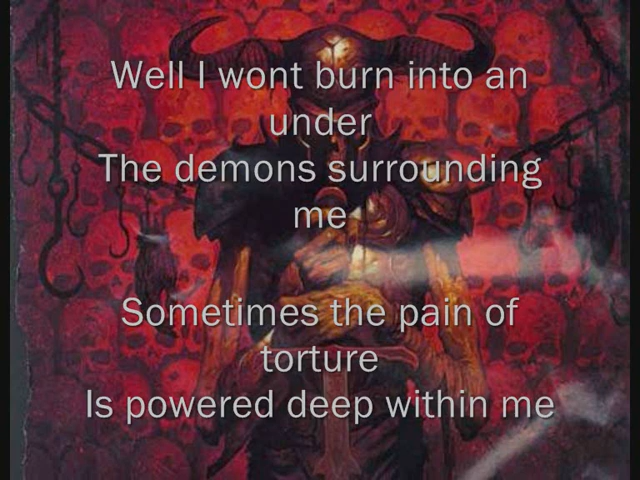 Well I wont burn into an
under
The demons surrounding
me
Sometimes the pain of
torture
Is powered deep within me